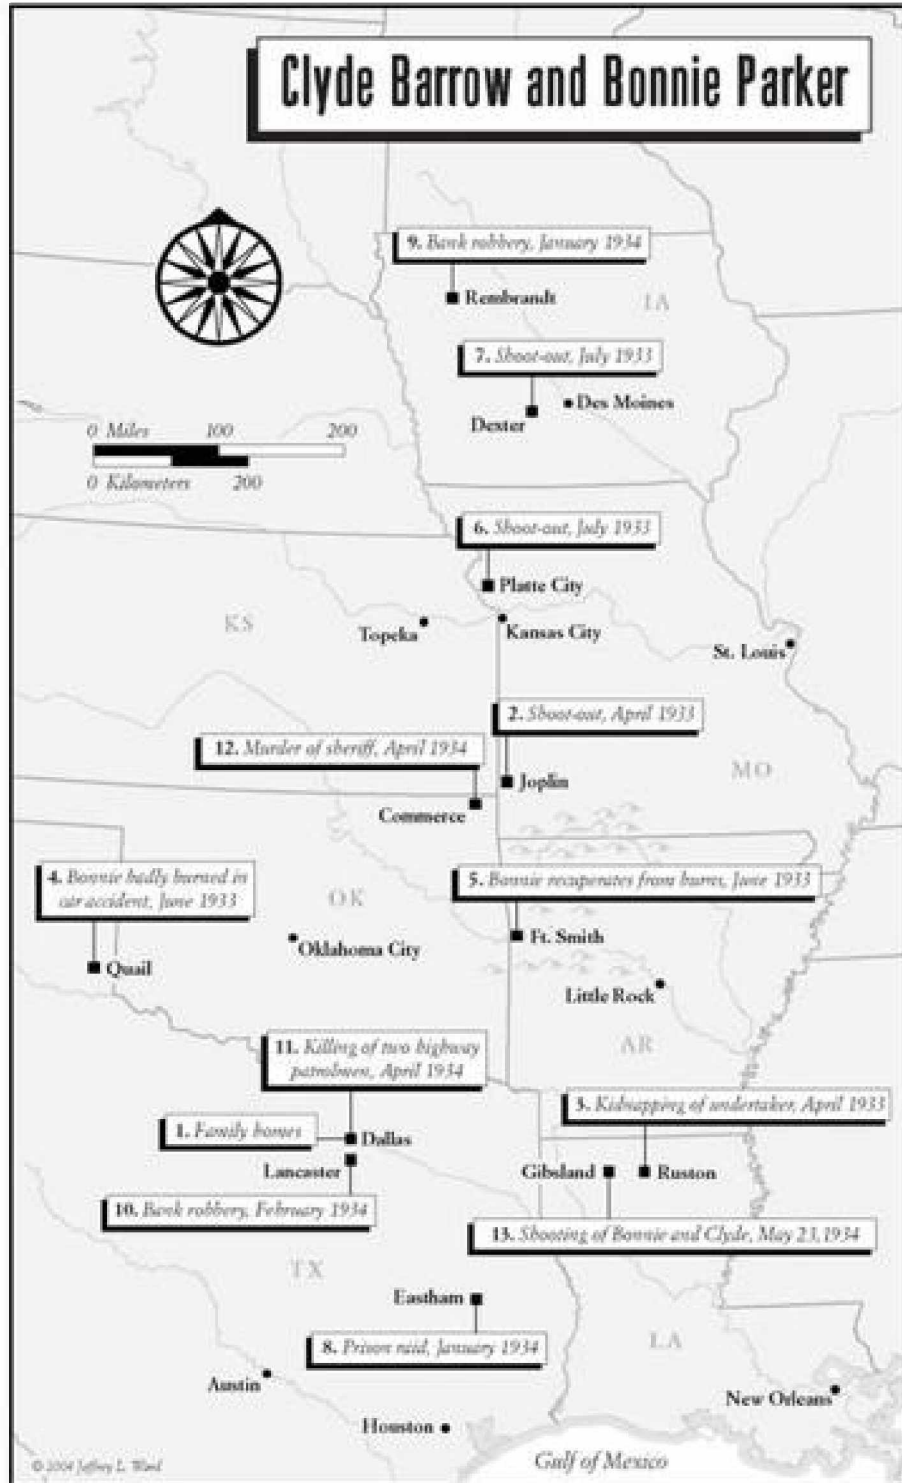 Clyde Barrow and Bonnie Parker
9. Bank robbery, January 1934
Rembrandt
IA
7. Shoot-out, July 1933
Des Moines
Dexter
0 Miles 100 200
0 Kilometers 200
6. Shoot-out, July 1933
Platte City
KS
Topeka
Kansas City
St. Louis
2. Shoot-out, April 1933
12. Murder of sheriff, April 1934
MO
Joplin
Commerce
4. Bonnie badly burned in
car accident, June 1933
5. Bonnie recuperates from burns, June 1933
OK
Ft. Smith
Oklahoma City
Quail
Little Rock
AR
11. Killing of two highway
patrolmen, April 1934
3. Kidnapping of undertaker, April 1933
1. Family homes
Dallas
Lancaster
Gibsland
Ruston
10. Bank robbery, February 1934
13. Shooting of Bonnie and Clyde, May 23, 1934
TX
Eastham
LA
8. Prison raid, January 1934
Austin
New Orleans
Houston
Gulf of Mexico
© 2004 Jeffrey L. Ward